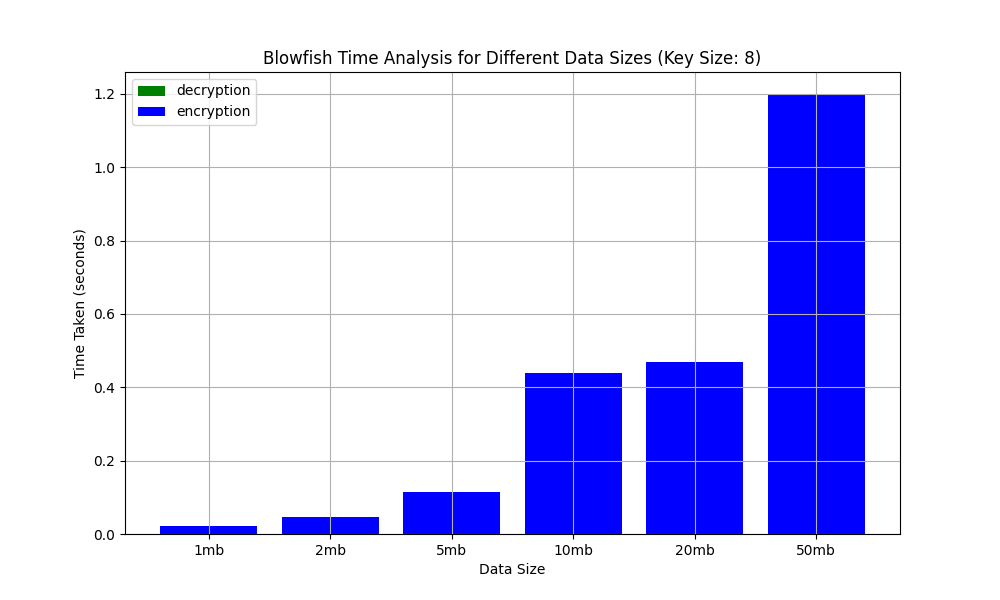 Blowfish Time Analysis for Different Data Sizes (Key Size: 8)
decryption
encryption
Time Taken (seconds)
1.2
1.0
0.8
0.6
0.4
0.2
0.0
1mb 2mb 5mb 10mb 20mb 50mb
Data Size